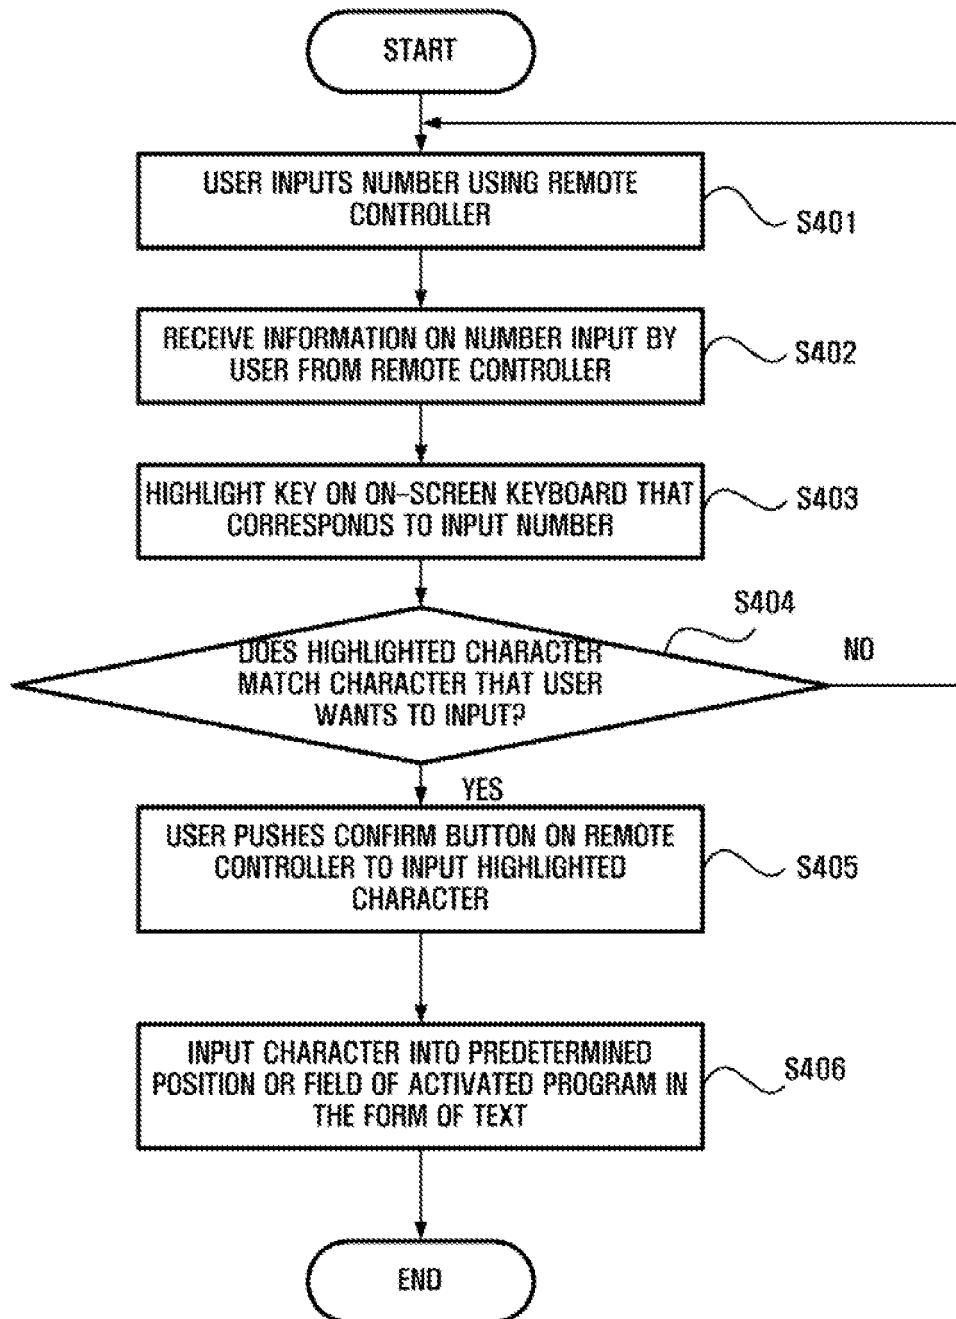 START
USER INPUTS NUMBER USING REMOTE
CONTROLLER
S401
RECEIVE INFORMATION ON NUMBER INPUT BY
USER FROM REMOTE CONTROLLER
S402
HIGHLIGHT KEY ON ON-SCREEN KEYBOARD THAT
CORRESPONDS TO INPUT NUMBER
S403
S404
DOES HIGHLIGHTED CHARACTER
MATCH CHARACTER THAT USER
WANTS TO INPUT?
NO
YES
USER PUSHES CONFIRM BUTTON ON REMOTE
CONTROLLER TO INPUT HIGHLIGHTED
CHARACTER
S405
INPUT CHARACTER INTO PREDETERMINED
POSITION OR FIELD OF ACTIVATED PROGRAM IN
THE FORM OF TEXT
S406
END